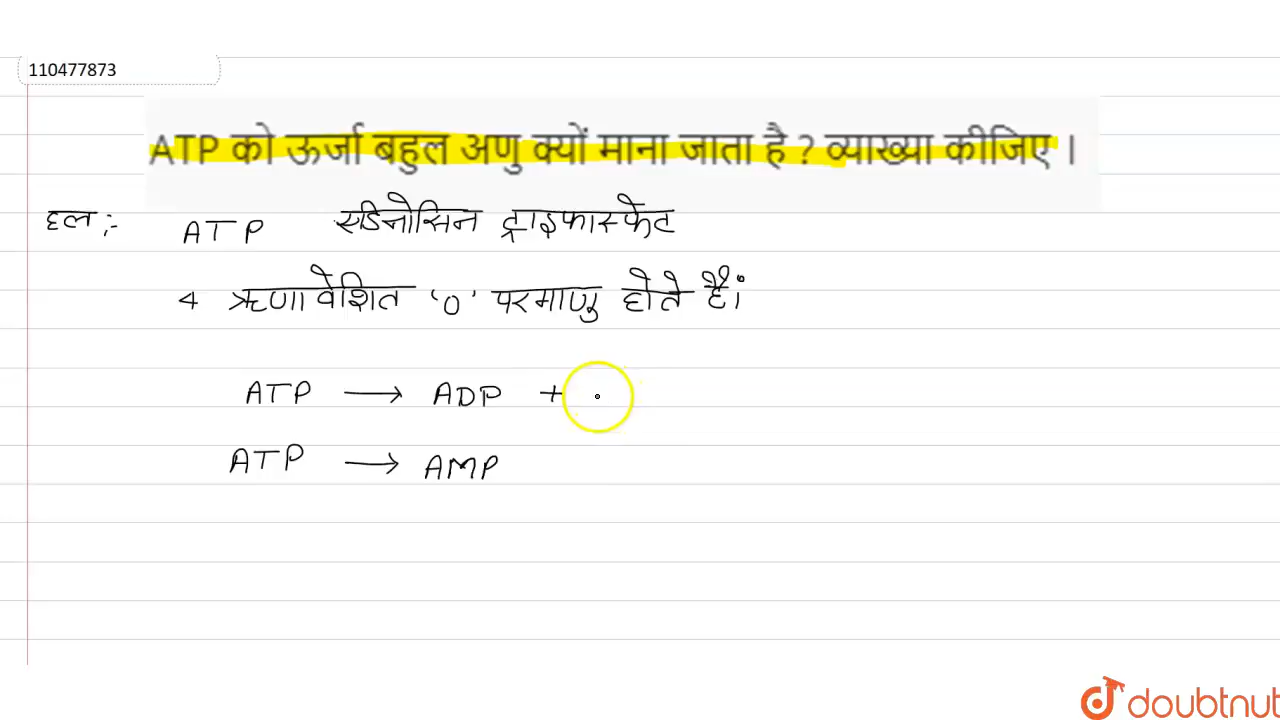 110477873
ATP को ऊर्जा बहुल अणु क्यों माना जाता है ? व्याख्या कीजिए ।
हल :-
ATP एडिनोसिन ट्राइफास्फेट
4 ऋणावेशित 'O' परमाणु होते हैं।
ATP → ADP +
ATP → AMP
doubtnut